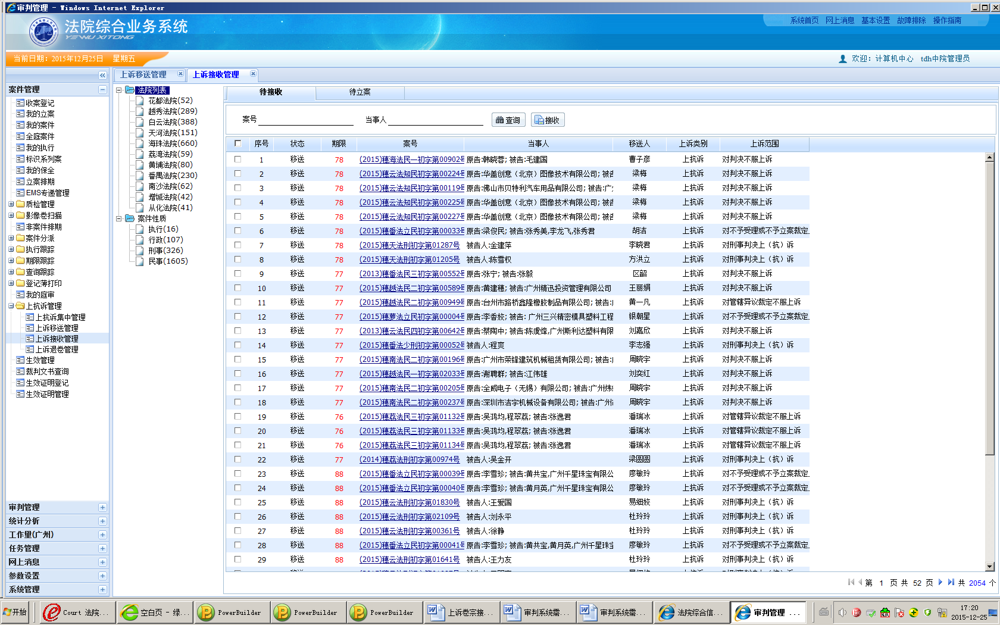 审判管理 - Windows Internet Explorer
法院综合业务系统
YEWU XITONG
系统首页 网上消息 基本设置 故障排除 操作指南
当前日期：2015年12月25日 星期五
欢迎：计算机中心 tdh中院管理员
案件管理
收案登记
我的立案
我的案件
全庭案件
我的执行
标识系列案
我的保全
立案排期
EMS专递管理
质检管理
影像卷扫描
非案件排期
案件分派
执行跟踪
期限跟踪
查询跟踪
登记薄打印
我的庭审
上抗诉管理
上抗诉集中管理
上诉移送管理
上诉接收管理
上诉退卷管理
生效管理
裁判文书查询
生效证明登记
生效证明管理
审判管理
统计分析
工作量(广州)
任务管理
网上消息
参数设置
系统管理
上诉移送管理 上诉接收管理
法院列表
花都法院(52)
越秀法院(289)
白云法院(388)
天河法院(151)
海珠法院(660)
荔湾法院(59)
黄埔法院(80)
番禺法院(230)
南沙法院(62)
增城法院(42)
从化法院(41)
案件性质
执行(16)
行政(107)
刑事(326)
民事(1605)
待接收 待立案
案号 当事人 查询 接收
序号 状态 期限 案号 当事人 移送人 上诉类别 上诉范围
1 移送 78 (2015)穗海法民一初字第00902号 原告:韩晓蓉; 被告:毛建国 曹子彦 上抗诉 对判决不服上诉
2 移送 78 (2015)穗云法知民初字第00224号 原告:华盖创意（北京）图像技术有限公司; 被告 梁梅 上抗诉 对判决不服上诉
3 移送 78 (2015)穗云法知民初字第00119号 原告:佛山市贝特利汽车用品有限公司; 被告:广 梁梅 上抗诉 对判决不服上诉
4 移送 78 (2015)穗云法知民初字第00225号 原告:华盖创意（北京）图像技术有限公司; 被告 梁梅 上抗诉 对判决不服上诉
5 移送 78 (2015)穗云法知民初字第00227号 原告:华盖创意（北京）图像技术有限公司; 被告 梁梅 上抗诉 对判决不服上诉
6 移送 78 (2015)穗番法立民初字第00033号 原告:梁俊民; 被告:张秀美,李龙飞,张秀君 胡洁 上抗诉 对不予受理或不予立案裁定
7 移送 78 (2015)穗天法刑初字第01287号 被告人:金建萍 李晓君 上抗诉 对刑事判决上（抗）诉
8 移送 78 (2015)穗天法刑初字第01205号 被告人:陈雪权 方洪立 上抗诉 对刑事判决上（抗）诉
9 移送 77 (2013)穗番法民三初字第00552号 原告:张宁; 被告:张毅 区韶 上抗诉 对判决不服上诉
10 移送 77 (2015)穗越法民二初字第00589号 原告:黄建穗; 被告:广州精迅投资管理有限公司 王丽娟 上抗诉 对判决不服上诉
11 移送 77 (2015)穗越法民二初字第00949号 原告:台州市路桥鑫隆橡胶制品有限公司; 被告: 黄一凡 上抗诉 对管辖异议裁定不服上诉
12 移送 77 (2015)穗萝法立民初字第00004号 原告:李香姣; 被告: 广州三兴精密模具塑料工程 银朝星 上抗诉 对不予受理或不予立案裁定
13 移送 77 (2013)穗云法民四初字第00642号 原告:蔡陶中; 被告:陈虔煌,广州斯利达塑料有限 刘嘉欣 上抗诉 对判决不服上诉
14 移送 77 (2015)穗番法少刑初字第00052号 被告人:程爽 李志强 上抗诉 对刑事判决上（抗）诉
15 移送 77 (2015)穗南法民二初字第00196号 原告:广州市荣锋建筑机械租赁有限公司; 被告: 周晓宇 上抗诉 对判决不服上诉
16 移送 77 (2015)穗越法民一初字第02033号 原告:谢聘群; 被告:江伟雄 刘奕红 上抗诉 对判决不服上诉
17 移送 77 (2015)穗南法民二初字第00205号 原告:全威电子（无锡）有限公司; 被告:广州炜 周晓宇 上抗诉 对判决不服上诉
18 移送 77 (2015)穗南法民二初字第00237号 原告:深圳市洁宇机械设备有限公司; 被告:广州 周晓宇 上抗诉 对判决不服上诉
19 移送 76 (2015)穗荔法民三初字第01132号 原告:吴鸿均,程翠荔; 被告:张逸君 潘瑞冰 上抗诉 对管辖异议裁定不服上诉
20 移送 76 (2015)穗荔法民三初字第01133号 原告:吴鸿均,程翠荔; 被告:张逸君 潘瑞冰 上抗诉 对管辖异议裁定不服上诉
21 移送 76 (2015)穗荔法民三初字第01134号 原告:吴鸿均,程翠荔; 被告:张逸君 潘瑞冰 上抗诉 对管辖异议裁定不服上诉
22 移送 77 (2014)穗荔法刑初字第00974号 被告人:吴金开 梁圆圆 上抗诉 对刑事判决上（抗）诉
23 移送 88 (2015)穗番法立民初字第00039号 原告:李雪珍; 被告:黄共宝,广州千星珠宝有限公 廖敏玲 上抗诉 对不予受理或不予立案裁定
24 移送 88 (2015)穗番法立民初字第00040号 原告:李雪珍; 被告:黄月英,广州千星珠宝有限公 廖敏玲 上抗诉 对不予受理或不予立案裁定
25 移送 88 (2015)穗云法刑初字第01830号 被告人:王爱国 易细姣 上抗诉 对刑事判决上（抗）诉
26 移送 88 (2015)穗云法刑初字第02109号 被告人:刘永平 杜玲玲 上抗诉 对刑事判决上（抗）诉
27 移送 88 (2015)穗云法刑初字第00361号 被告人:徐静 杜玲玲 上抗诉 对刑事判决上（抗）诉
28 移送 88 (2015)穗番法立民初字第00041号 原告:李雪珍; 被告:黄共宝,黄月英,广州千星珠宝 廖敏玲 上抗诉 对不予受理或不予立案裁定
29 移送 88 (2015)穗云法刑初字第01641号 被告人:王力友 杜玲玲 上抗诉 对刑事判决上（抗）诉
第 1 页 共 52 页 共 2054 个
开始 Court 法院... 空白页 - 绿... PowerBuilder PowerBuilder PowerBuilder 上诉卷宗接... 审判系统需... 审判系统需... 法院综合信... 审判管理 ... 17:20
2015-12-25